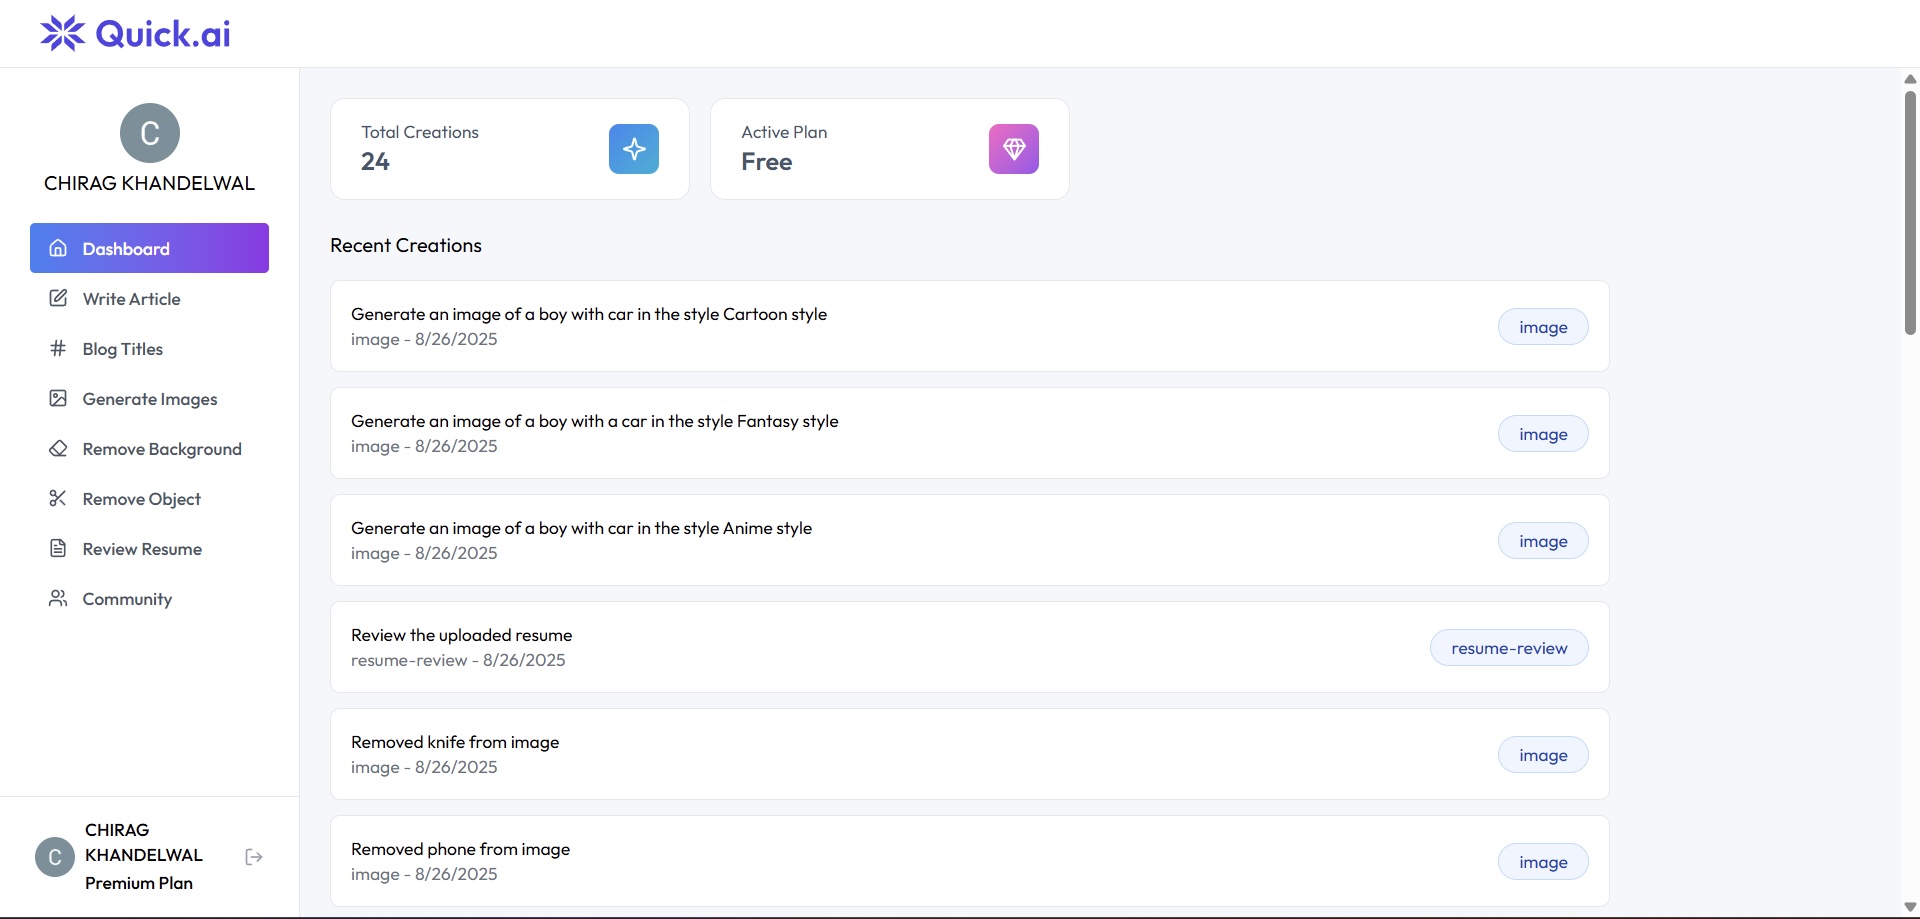 Quick.ai
C
CHIRAG KHANDELWAL
Dashboard
Write Article
Blog Titles
Generate Images
Remove Background
Remove Object
Review Resume
Community
C
CHIRAG
KHANDELWAL
Premium Plan
Total Creations
24
Active Plan
Free
Recent Creations
Generate an image of a boy with car in the style Cartoon style
image - 8/26/2025
image
Generate an image of a boy with a car in the style Fantasy style
image - 8/26/2025
image
Generate an image of a boy with car in the style Anime style
image - 8/26/2025
image
Review the uploaded resume
resume-review - 8/26/2025
resume-review
Removed knife from image
image - 8/26/2025
image
Removed phone from image
image - 8/26/2025
image